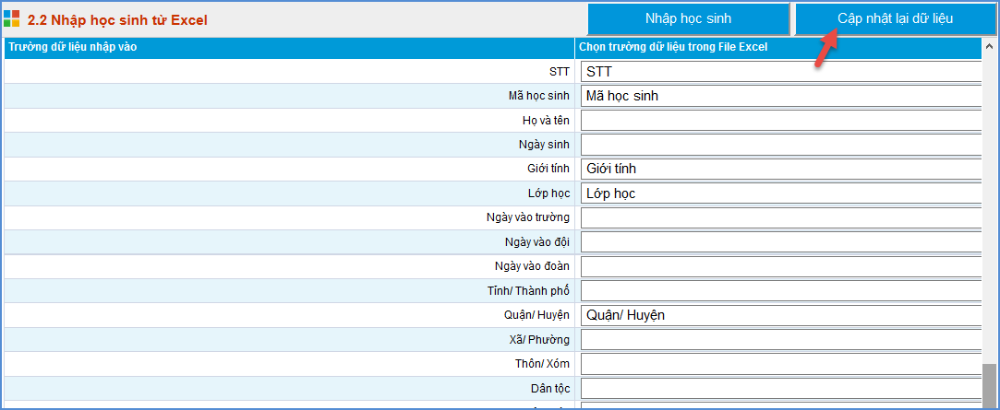 2.2 Nhập học sinh từ Excel
Nhập học sinh
Cập nhật lại dữ liệu
Trường dữ liệu nhập vào
Chọn trường dữ liệu trong File Excel
STT
STT
Mã học sinh
Mã học sinh
Họ và tên
Ngày sinh
Giới tính
Giới tính
Lớp học
Lớp học
Ngày vào trường
Ngày vào đội
Ngày vào đoàn
Tỉnh/ Thành phố
Quận/ Huyện
Quận/ Huyện
Xã/ Phường
Thôn/ Xóm
Dân tộc